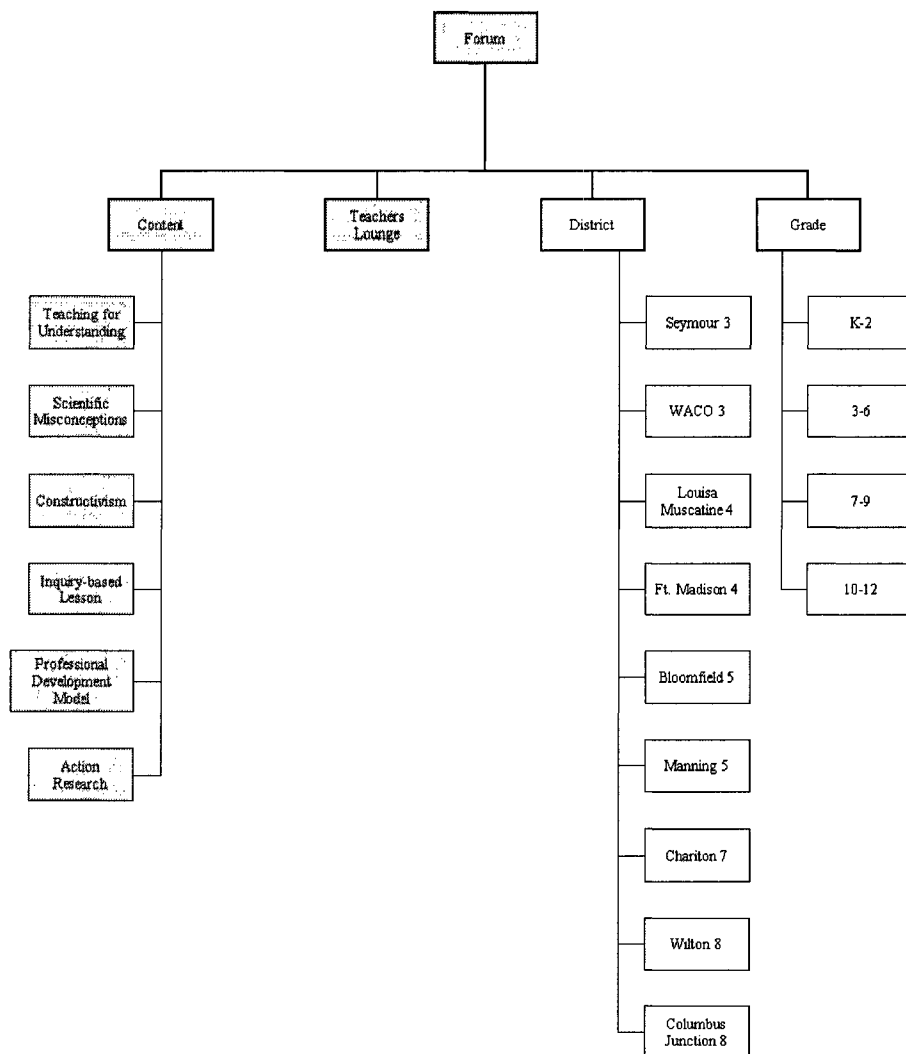 Forum
Content
Teachers
Lounge
District
Grade
Teaching for
Understanding
Scientific
Misconceptions
Constructivism
Inquiry-based
Lesson
Professional
Development
Model
Action
Research
Seymour 3
WACO 3
Louisa
Muscatine 4
Ft. Madison 4
Bloomfield 5
Manning 5
Chariton 7
Wilton 8
Columbus
Junction 8
K-2
3-6
7-9
10-12